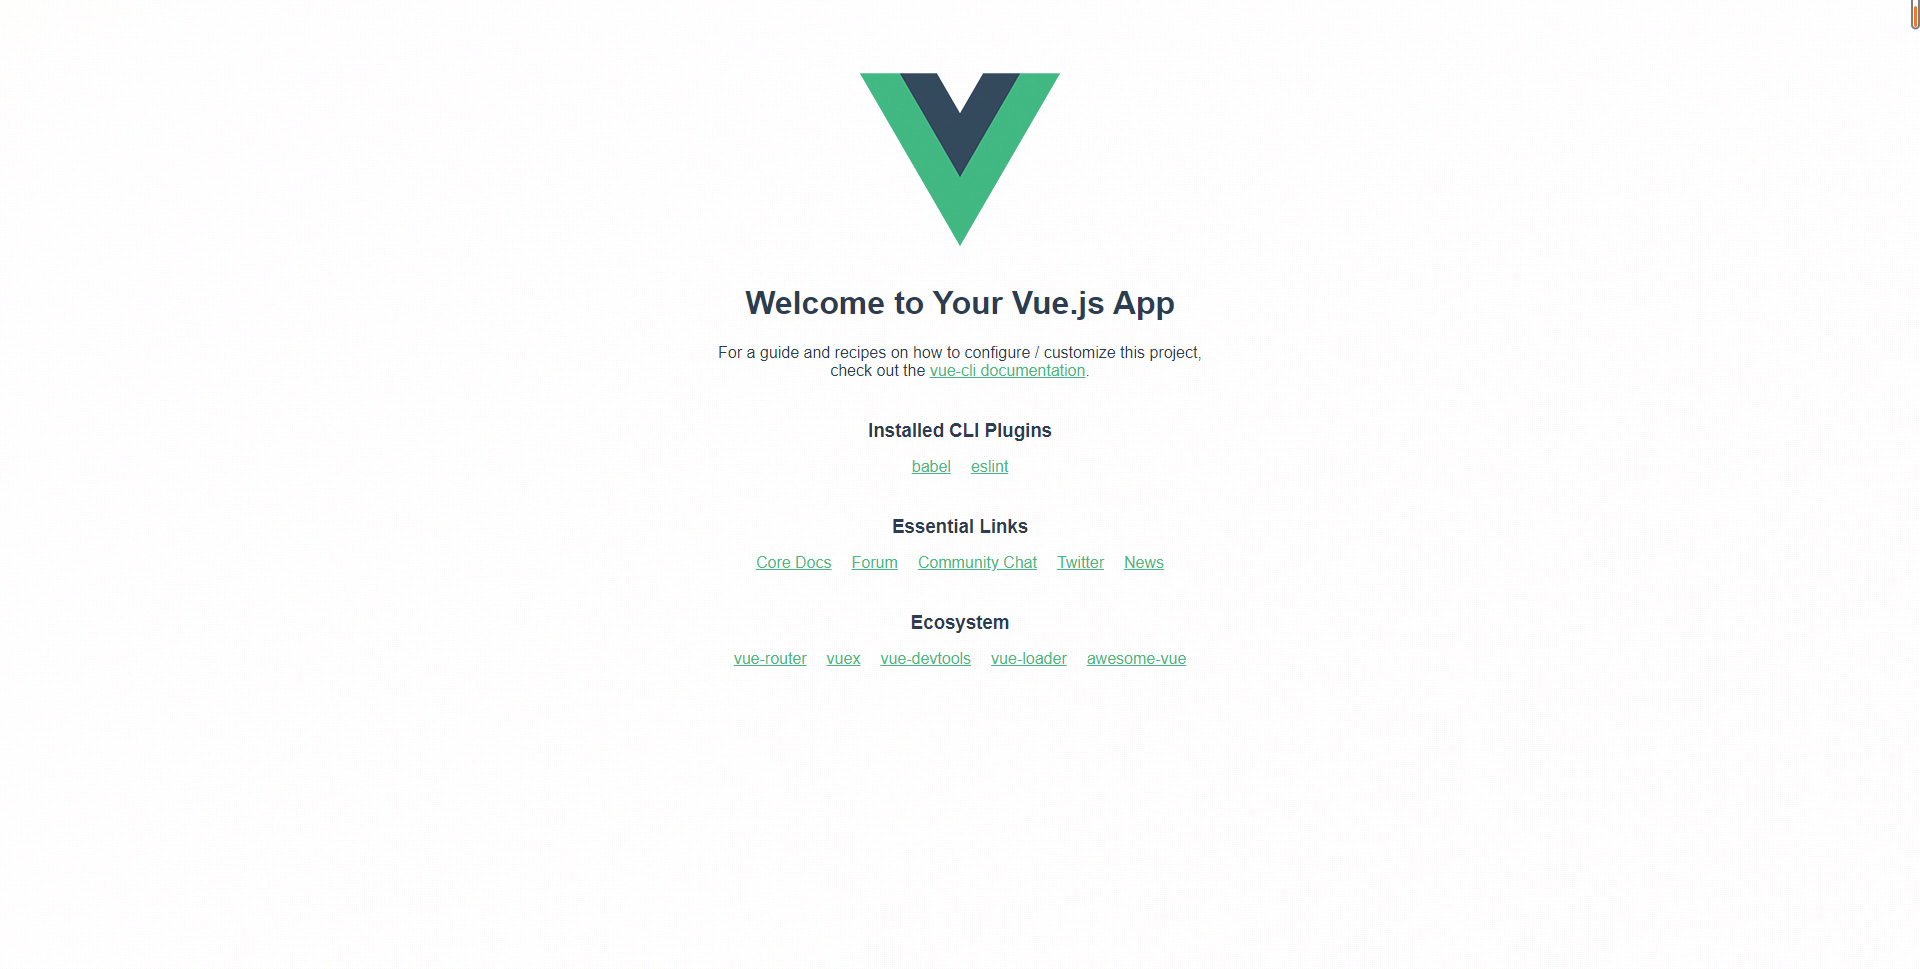 Welcome to Your Vue.js App
For a guide and recipes on how to configure / customize this project,
check out the vue-cli documentation.
Installed CLI Plugins
babel eslint
Essential Links
Core Docs Forum Community Chat Twitter News
Ecosystem
vue-router vuex vue-devtools vue-loader awesome-vue